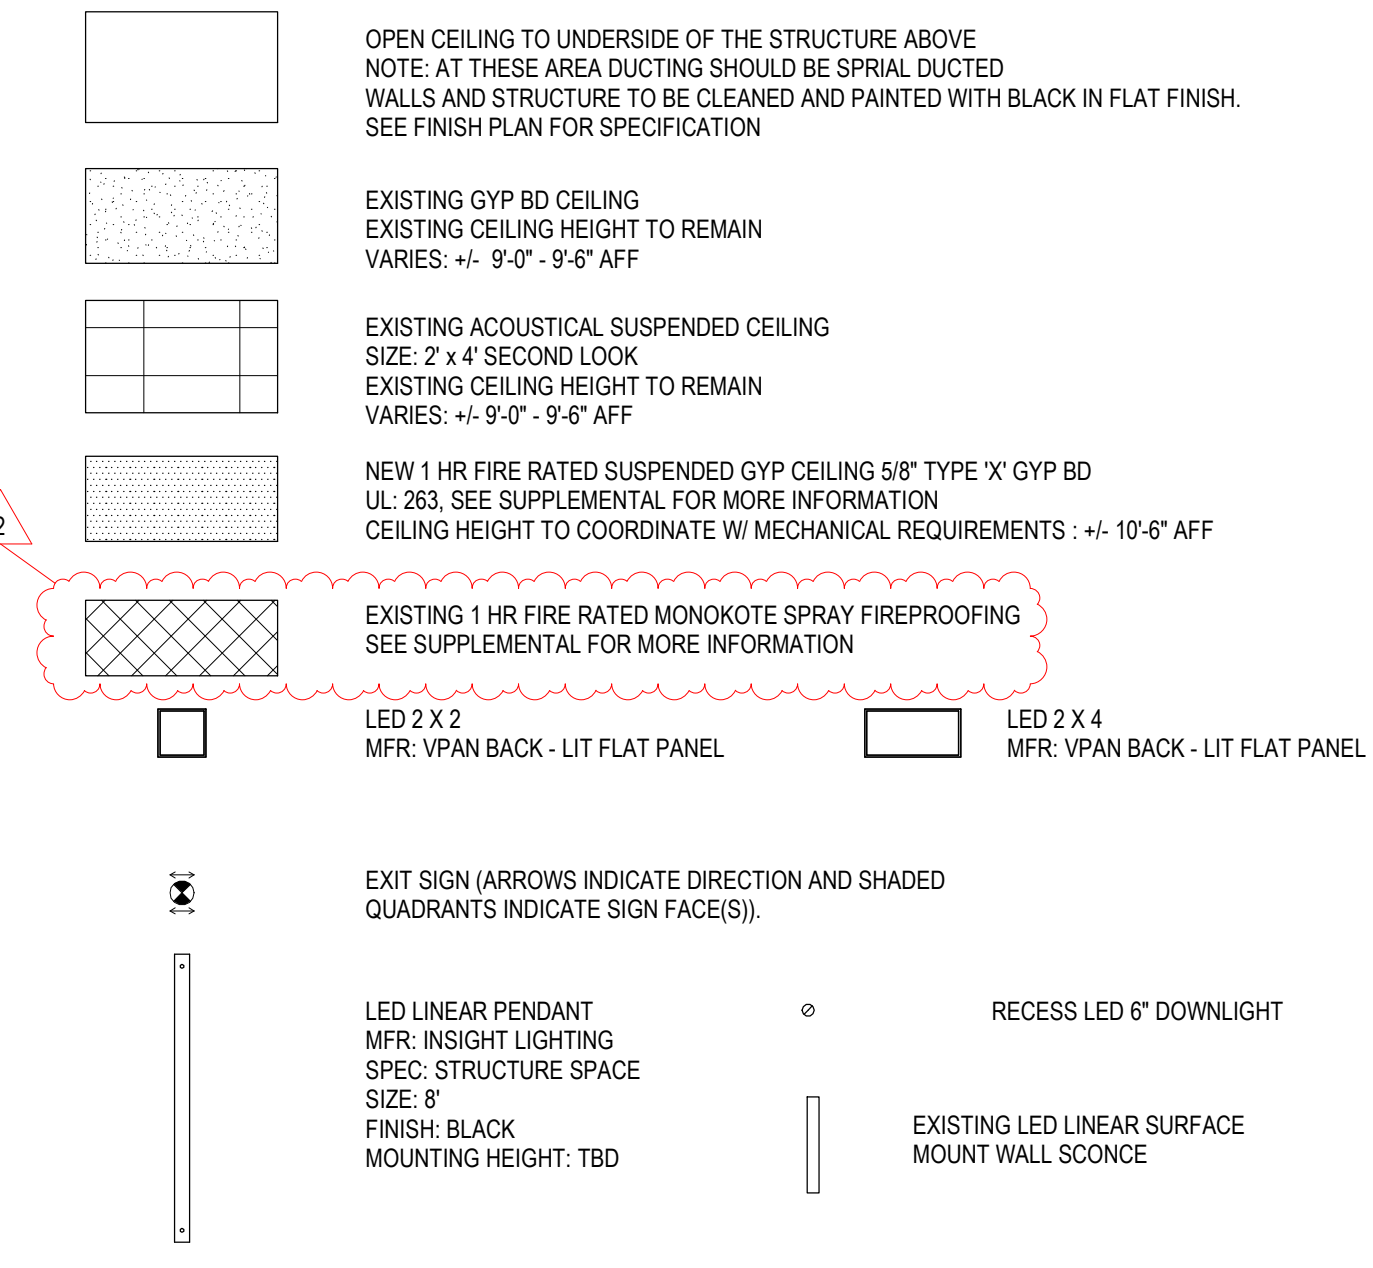 OPEN CEILING TO UNDERSIDE OF THE STRUCTURE ABOVE
NOTE: AT THESE AREA DUCTING SHOULD BE SPRIAL DUCTED
WALLS AND STRUCTURE TO BE CLEANED AND PAINTED WITH BLACK IN FLAT FINISH.
SEE FINISH PLAN FOR SPECIFICATION
EXISTING GYP BD CEILING
EXISTING CEILING HEIGHT TO REMAIN
VARIES: +/- 9'-0" - 9'-6" AFF
EXISTING ACOUSTICAL SUSPENDED CEILING
SIZE: 2' x 4' SECOND LOOK
EXISTING CEILING HEIGHT TO REMAIN
VARIES: +/- 9'-0" - 9'-6" AFF
NEW 1 HR FIRE RATED SUSPENDED GYP CEILING 5/8" TYPE 'X' GYP BD
UL: 263, SEE SUPPLEMENTAL FOR MORE INFORMATION
CEILING HEIGHT TO COORDINATE W/ MECHANICAL REQUIREMENTS : +/- 10'-6" AFF
2
EXISTING 1 HR FIRE RATED MONOKOTE SPRAY FIREPROOFING
SEE SUPPLEMENTAL FOR MORE INFORMATION
LED 2 X 2
MFR: VPAN BACK - LIT FLAT PANEL
LED 2 X 4
MFR: VPAN BACK - LIT FLAT PANEL
EXIT SIGN (ARROWS INDICATE DIRECTION AND SHADED
QUADRANTS INDICATE SIGN FACE(S)).
LED LINEAR PENDANT
MFR: INSIGHT LIGHTING
SPEC: STRUCTURE SPACE
SIZE: 8'
FINISH: BLACK
MOUNTING HEIGHT: TBD
RECESS LED 6" DOWNLIGHT
EXISTING LED LINEAR SURFACE
MOUNT WALL SCONCE